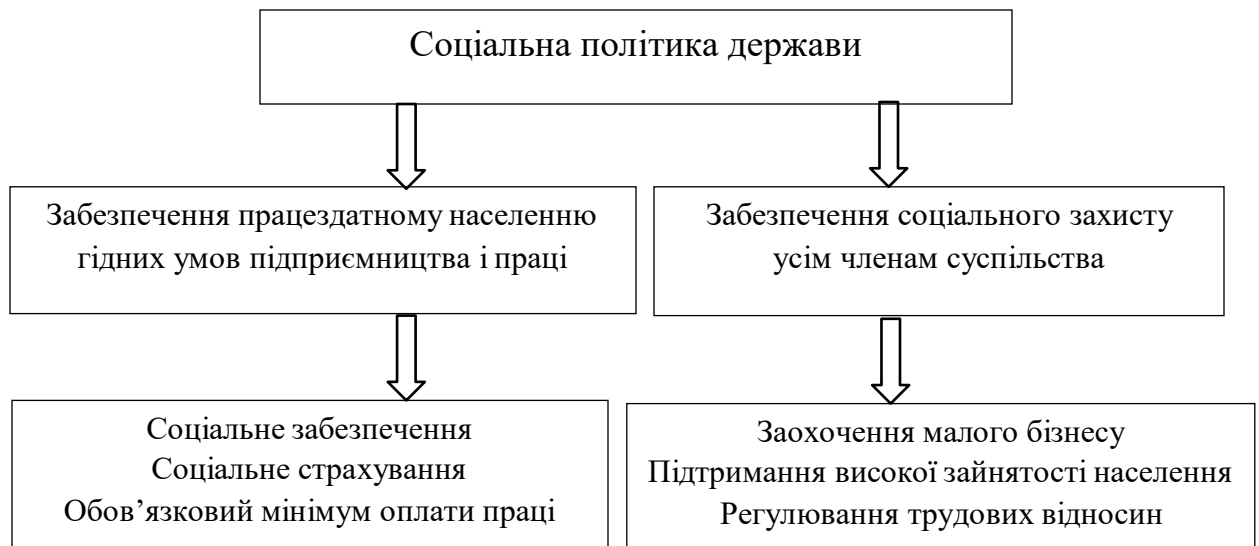 Соціальна політика держави
Забезпечення працездатному населенню
гідних умов підприємництва і праці
Забезпечення соціального захисту
усім членам суспільства
Соціальне забезпечення
Соціальне страхування
Обов’язковий мінімум оплати праці
Заохочення малого бізнесу
Підтримання високої зайнятості населення
Регулювання трудових відносин